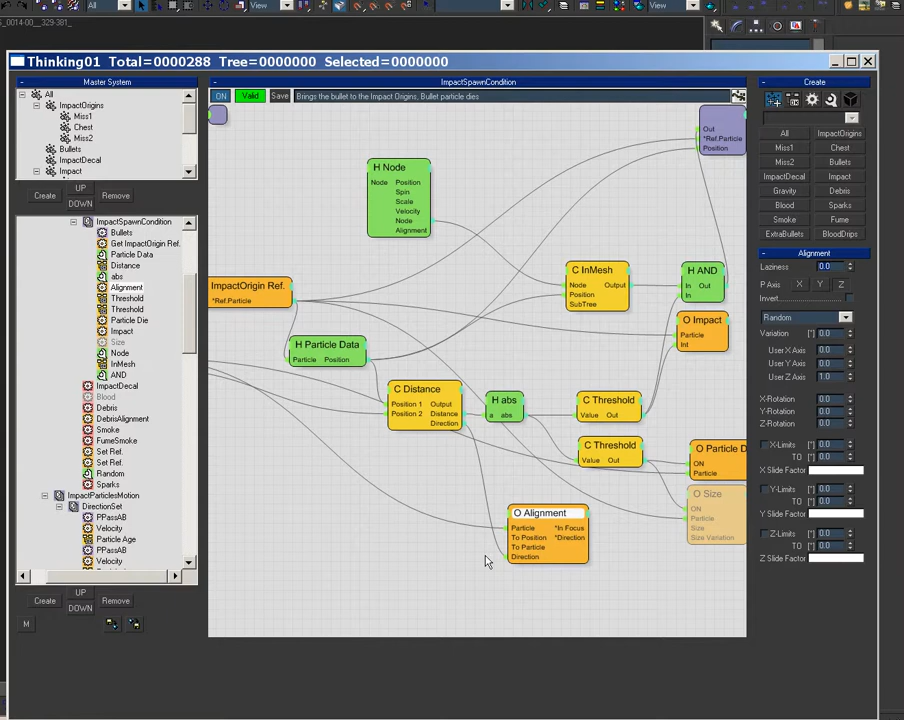 All
View
View
S_0014-00__329-381_
Thinking01 Total=0000288 Tree=0000000 Selected=0000000
Master System
All
ImpactOrigins
Miss1
Chest
Miss2
Bullets
ImpactDecal
Impact
Create
UP
DOWN
Remove
ImpactSpawnCondition
Bullets
Get ImpactOrigin Ref.
Particle Data
Distance
abs
Alignment
Threshold
Threshold
Particle Die
Impact
Size
Node
InMesh
AND
ImpactDecal
Blood
Debris
DebrisAlignment
Smoke
FumeSmoke
Set Ref.
Set Ref.
Random
Sparks
ImpactParticlesMotion
DirectionSet
PPassAB
Velocity
Particle Age
PPassAB
Velocity
Create
UP
DOWN
Remove
M
ImpactSpawnCondition
ON
Valid
Save
Brings the bullet to the Impact Origins, Bullet particle dies
Out
*Ref.Particle
Position
H Node
Node Position
Spin
Scale
Velocity
Node
Alignment
ImpactOrigin Ref.
*Ref.Particle
C InMesh
Node Output
Position
SubTree
H AND
In Out
In
O Impact
Particle
Int
H Particle Data
Particle Position
C Distance
Position 1 Output
Position 2 Distance
Direction
H abs
a abs
C Threshold
Value Out
C Threshold
Value Out
O Particle D
ON
Particle
O Size
ON
Particle
Size
Size Variation
O Alignment
Particle *In Focus
To Position *Direction
To Particle
Direction
Create
All ImpactOrigins
Miss1 Chest
Miss2 Bullets
ImpactDecal Impact
Gravity Debris
Blood Sparks
Smoke Fume
ExtraBullets BloodDrips
Alignment
Laziness 0.0
P Axis X Y Z
Invert
Random
Variation [°] 0.0
User X Axis 0.0
User Y Axis 0.0
User Z Axis 1.0
X-Rotation [°] 0.0
Y-Rotation [°] 0.0
Z-Rotation [°] 0.0
X-Limits [°] 0.0
TO [°] 0.0
X Slide Factor
Y-Limits [°] 0.0
TO [°] 0.0
Y Slide Factor
Z-Limits [°] 0.0
TO [°] 0.0
Z Slide Factor